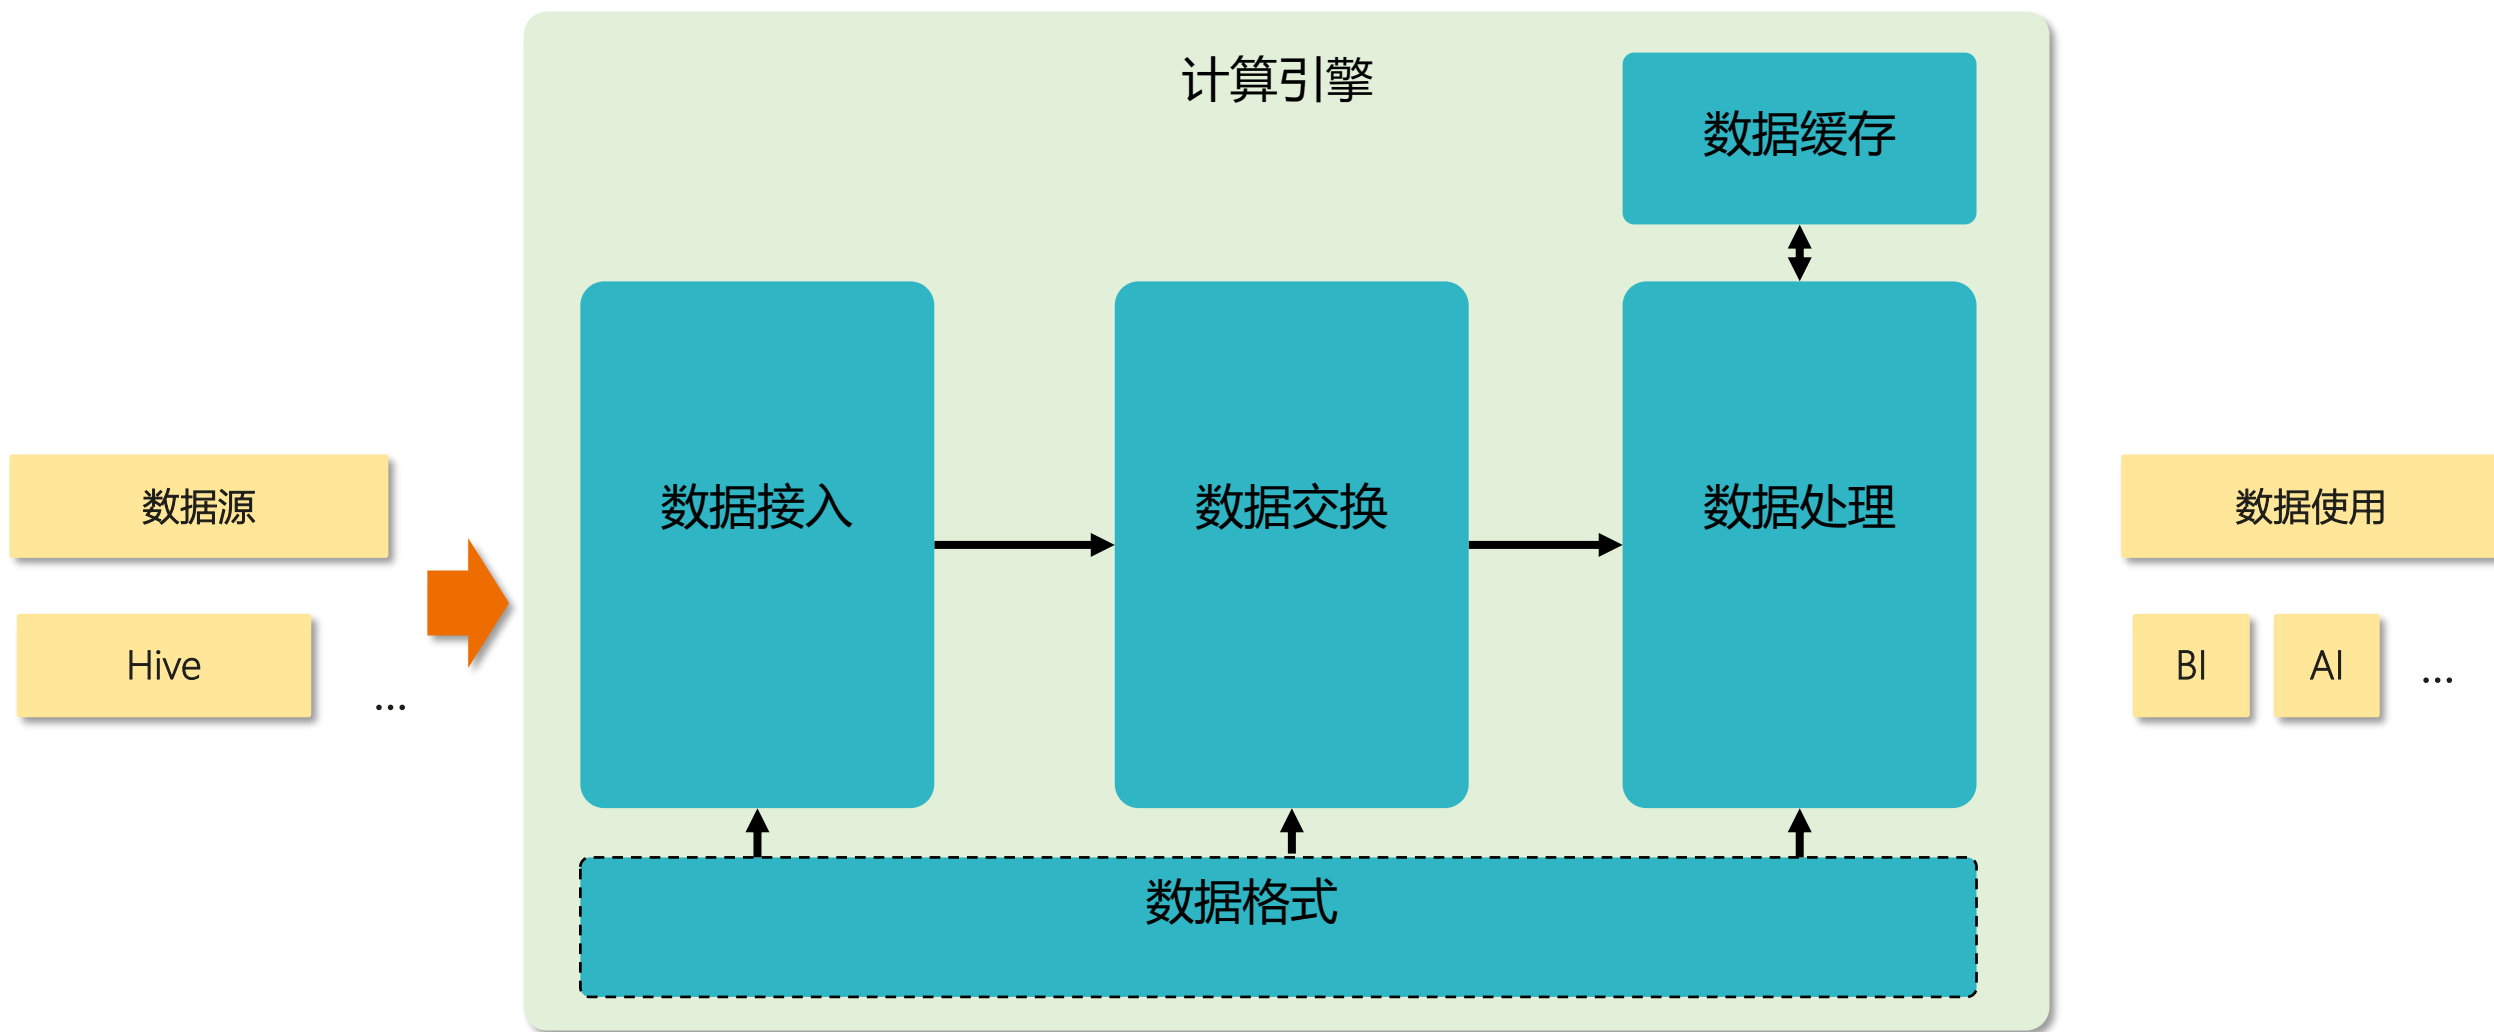 计算引擎
数据缓存
数据源
Hive
...
数据接入
数据交换
数据处理
数据格式
数据使用
BI
AI
...